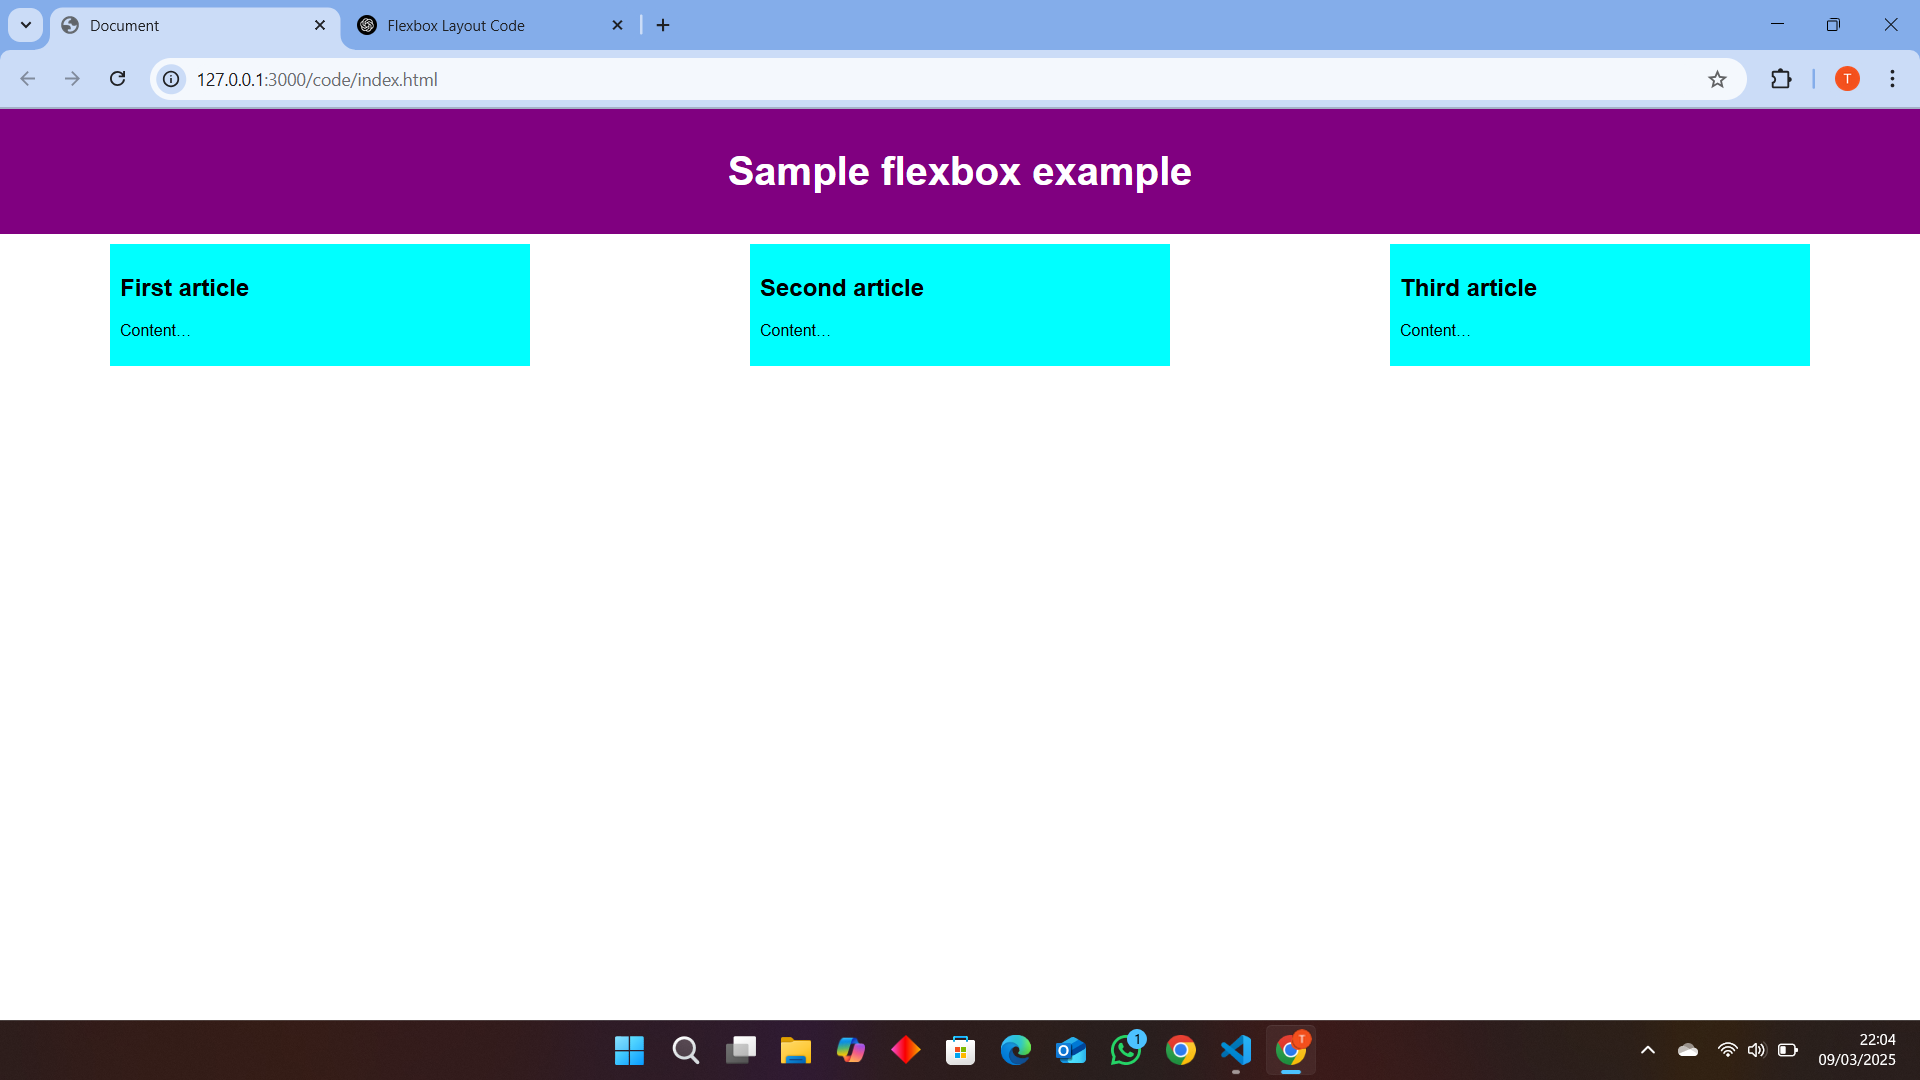 Document
Flexbox Layout Code
127.0.0.1:3000/code/index.html
T
Sample flexbox example
First article
Content...
Second article
Content...
Third article
Content...
1
T
22:04
09/03/2025